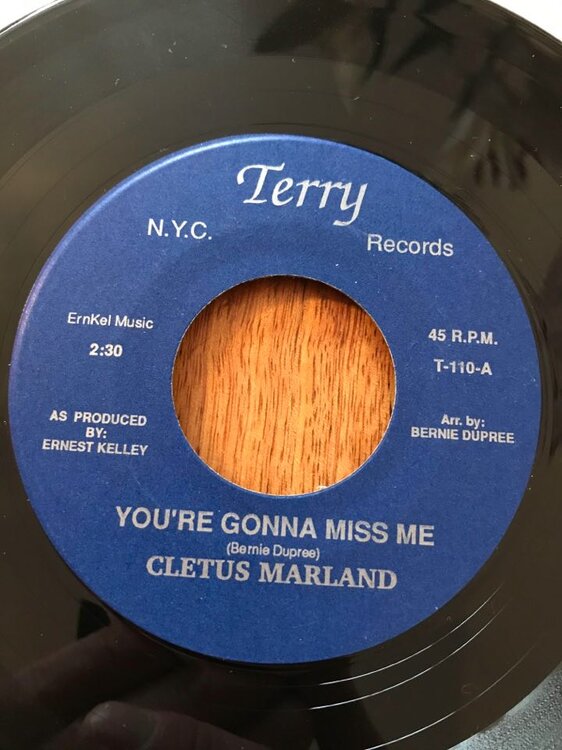 Terry
N.Y.C.
Records
ErnKel Music
2:30
45 R.P.M.
T-110-A
AS PRODUCED
BY:
ERNEST KELLEY
Arr. by:
BERNIE DUPREE
YOU'RE GONNA MISS ME
(Bernie Dupree)
CLETUS MARLAND